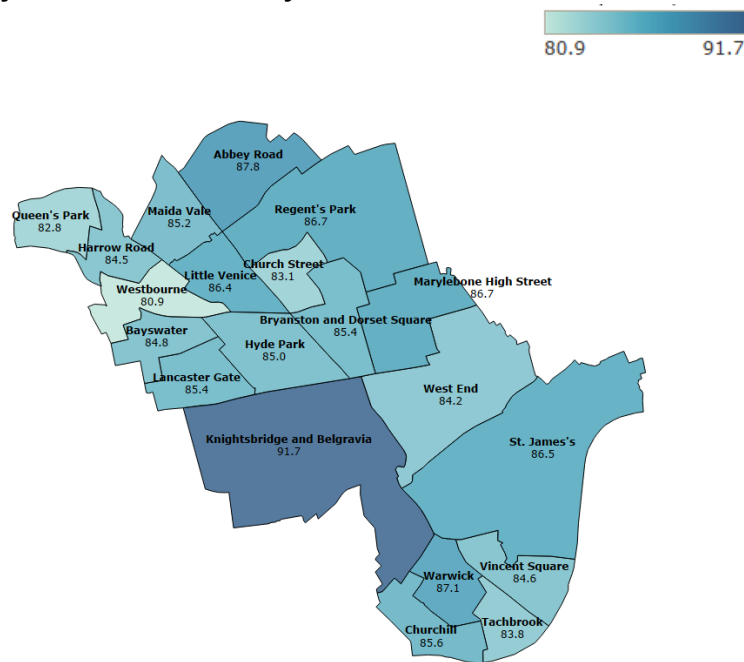 80.9
91.7
Abbey Road
87.8
Queen's Park
82.8
Maida Vale
85.2
Regent's Park
86.7
Harrow Road
84.5
Little Venice
86.4
Church Street
83.1
Marylebone High Street
86.7
Westbourne
80.9
Bayswater
84.8
Bryanston and Dorset Square
85.4
Hyde Park
85.0
Lancaster Gate
85.4
West End
84.2
Knightsbridge and Belgravia
91.7
St. James's
86.5
Warwick
87.1
Vincent Square
84.6
Churchill
85.6
Tachbrook
83.8